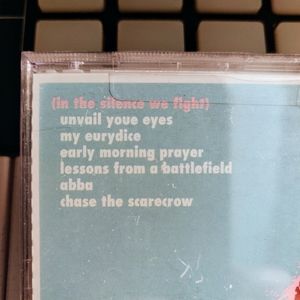 (in the silence we fight)
unvail youe eyes
my eurydice
early morning prayer
lessons from a battlefield
abba
chase the scarecrow